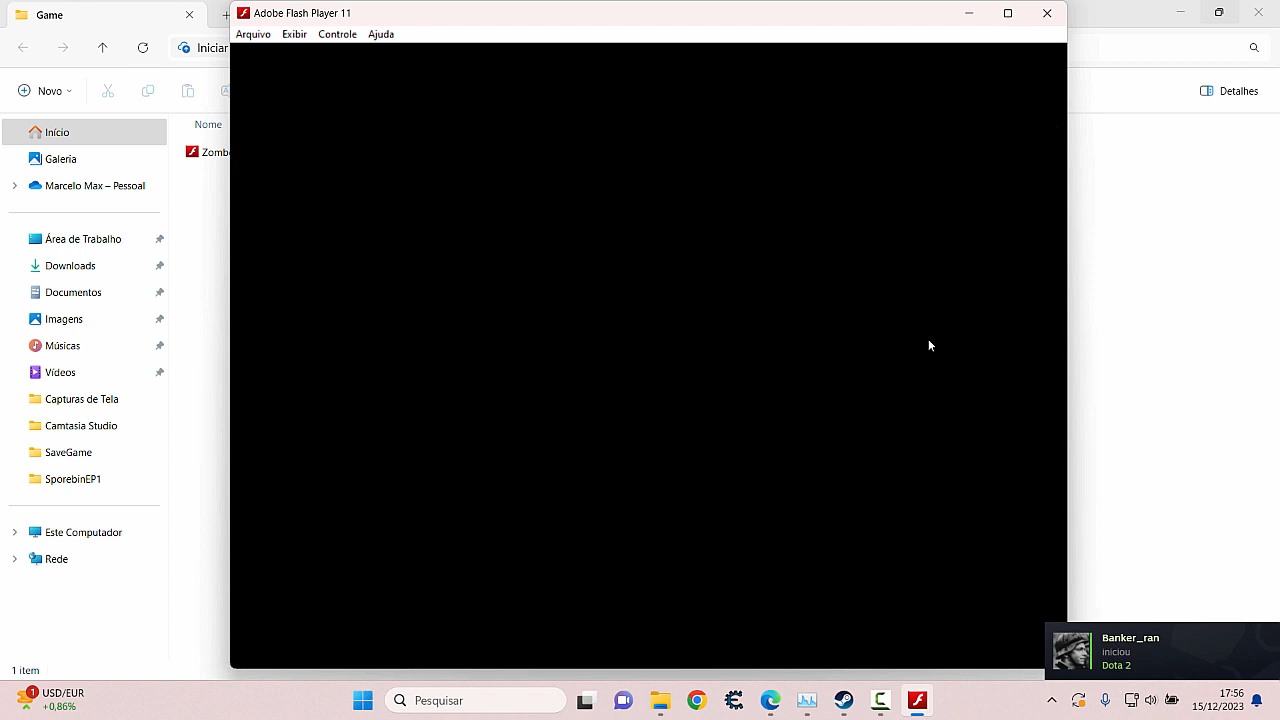 Game
Adobe Flash Player 11
Arquivo Exibir Controle Ajuda
Iniciar
Novo
Detalhes
Nome
Início
Galeria
Marcelo Max – Pessoal
Área de Trabalho
Downloads
Documentos
Imagens
Músicas
Vídeos
Capturas de Tela
Camtasia Studio
SaveGame
SporebinEP1
Este Computador
Rede
1 item
Banker_ran
iniciou
Dota 2
1
USD/EUR
+0,86%
Pesquisar
17:56
15/12/2023